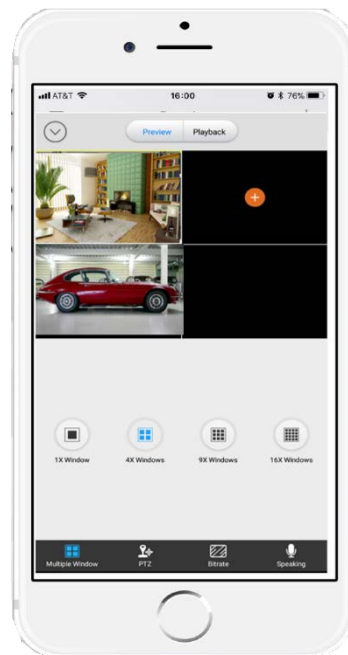 AT&T 16:00 76%
Preview Playback
1X Window 4X Windows 9X Windows 16X Windows
Multiple Window PTZ Bitrate Speaking